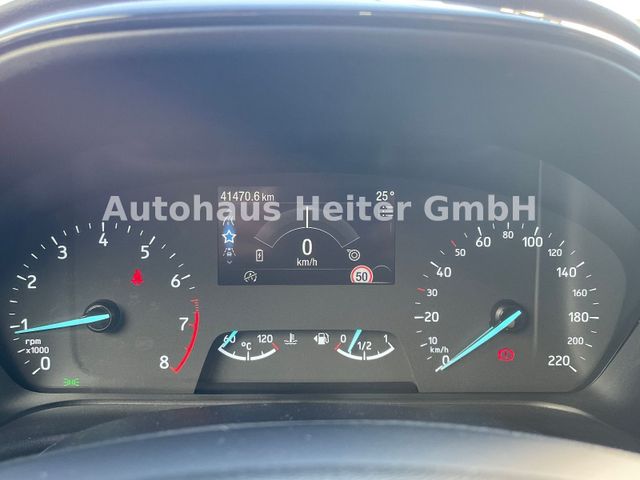 41470.6 km 25°
Autohaus Heiter GmbH
0
km/h
50
0 1 2 3 4 5 6 7 8
rpm
x1000
60 120
°C
0 1/2 1
0 20 40 60 80 100 120 140 160 180 200 220
10 30 50
km/h